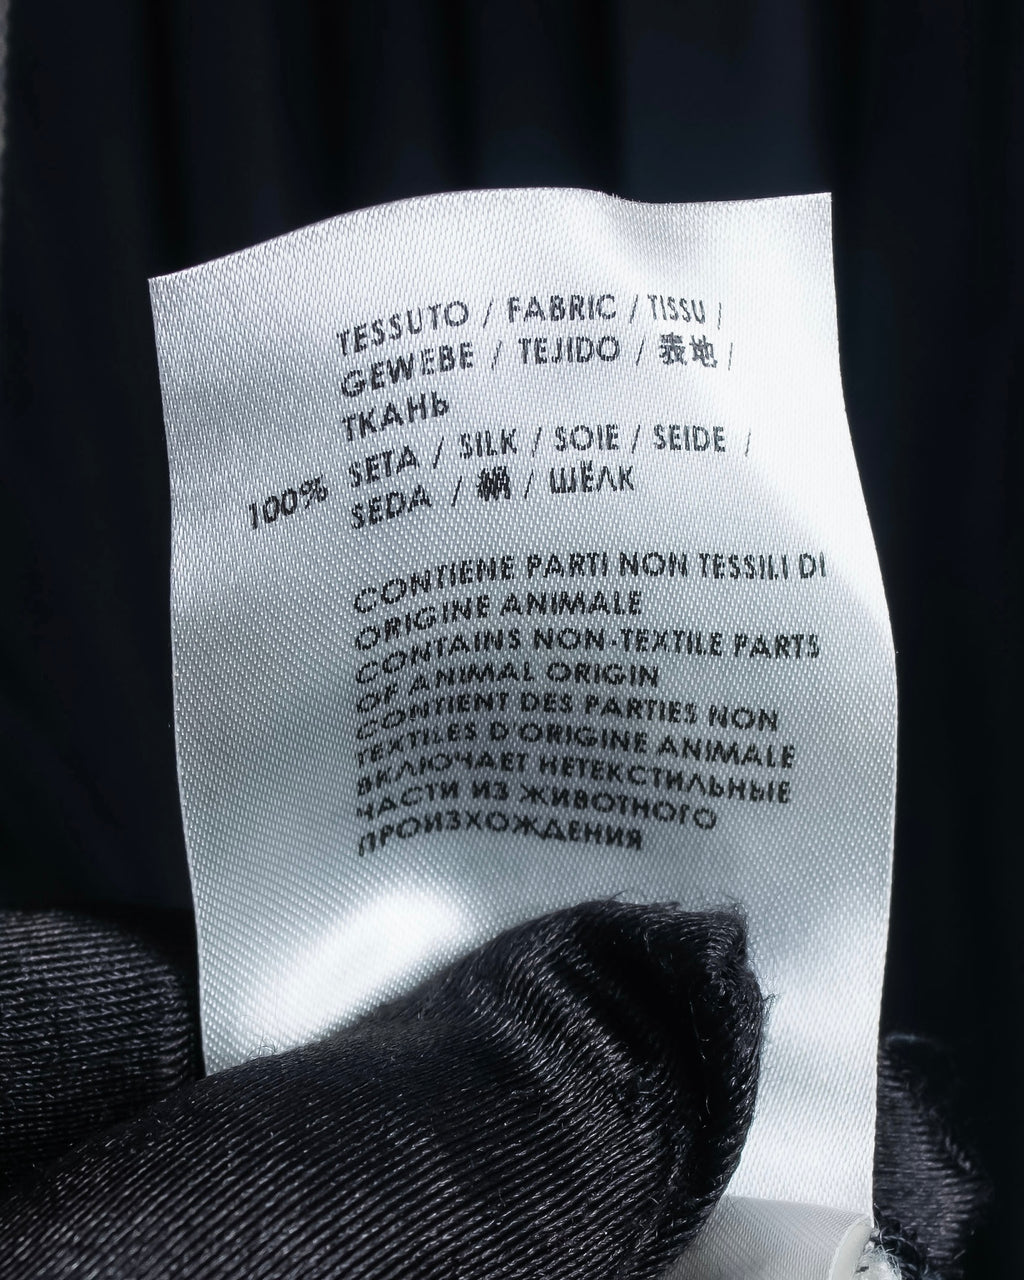 TESSUTO / FABRIC / TISSU /
GEWEBE / TEJIDO / 表地 /
ТКАНЬ
100% SETA / SILK / SOIE / SEIDE /
SEDA / 絹 / ШЁЛК
CONTIENE PARTI NON TESSILI DI
ORIGINE ANIMALE
CONTAINS NON-TEXTILE PARTS
OF ANIMAL ORIGIN
CONTIENT DES PARTIES NON
TEXTILES D'ORIGINE ANIMALE
ВКЛЮЧАЕТ НЕТЕКСТИЛЬНЫЕ
ЧАСТИ ИЗ ЖИВОТНОГО
ПРОИЗХОЖДЕНИЯ